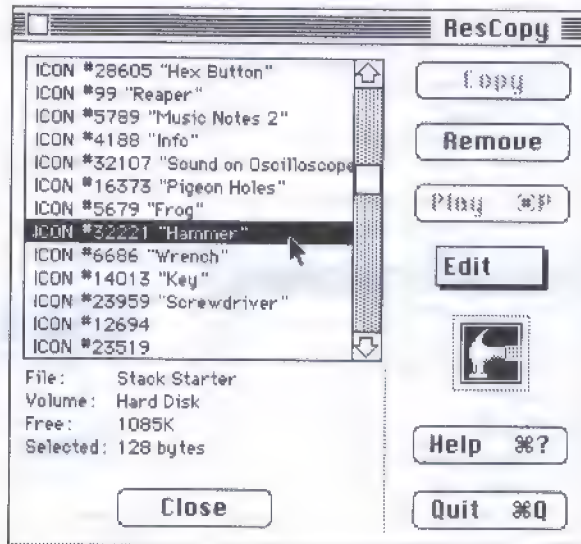 ResCopy
ICON #28605 "Hex Button"
ICON #99 "Reaper"
ICON #5789 "Music Notes 2"
ICON #4188 "Info"
ICON #32107 "Sound on Oscilloscope
ICON #16373 "Pigeon Holes"
ICON #5679 "Frog"
ICON #32221 "Hammer"
ICON #6686 "Wrench"
ICON #14013 "Key"
ICON #23959 "Screwdriver"
ICON #12694
ICON #23519
File: Stack Starter
Volume: Hard Disk
Free: 1085K
Selected: 128 bytes
Close
Copy
Remove
Play ⌘P
Edit
Help ⌘?
Quit ⌘Q